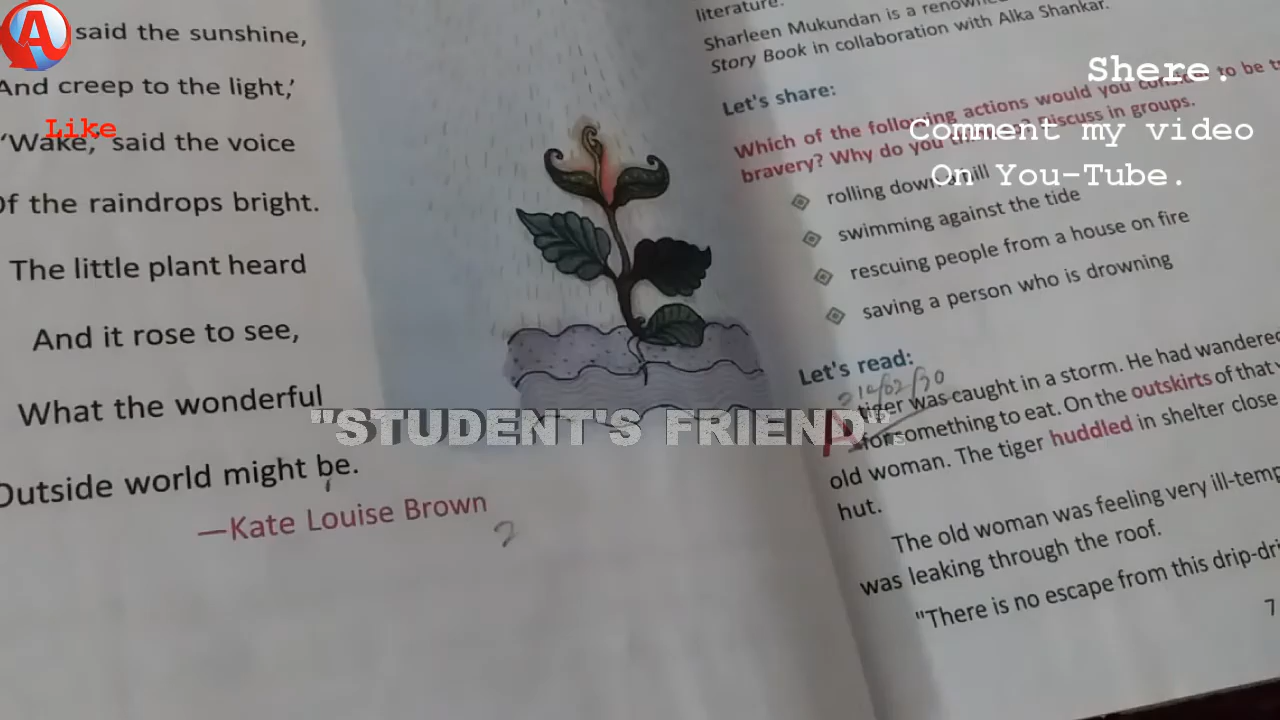 said the sunshine,
And creep to the light,'
'Wake,' said the voice
Of the raindrops bright.
The little plant heard
And it rose to see,
What the wonderful
Outside world might be.
—Kate Louise Brown
2
literature.
Sharleen Mukundan is a renowned
Story Book in collaboration with Alka Shankar.
Let's share:
Which of the following actions would you consider to be
bravery? Why do you think so? Discuss in groups.
rolling down a hill
swimming against the tide
rescuing people from a house on fire
saving a person who is drowning
Let's read:
A tiger was caught in a storm. He had wandered
for something to eat. On the outskirts of that
old woman. The tiger huddled in shelter close
hut.
The old woman was feeling very ill-temp
was leaking through the roof.
"There is no escape from this drip-dri
7
A
Like
Shere.
Comment my video
On You-Tube.
"STUDENT'S FRIEND".